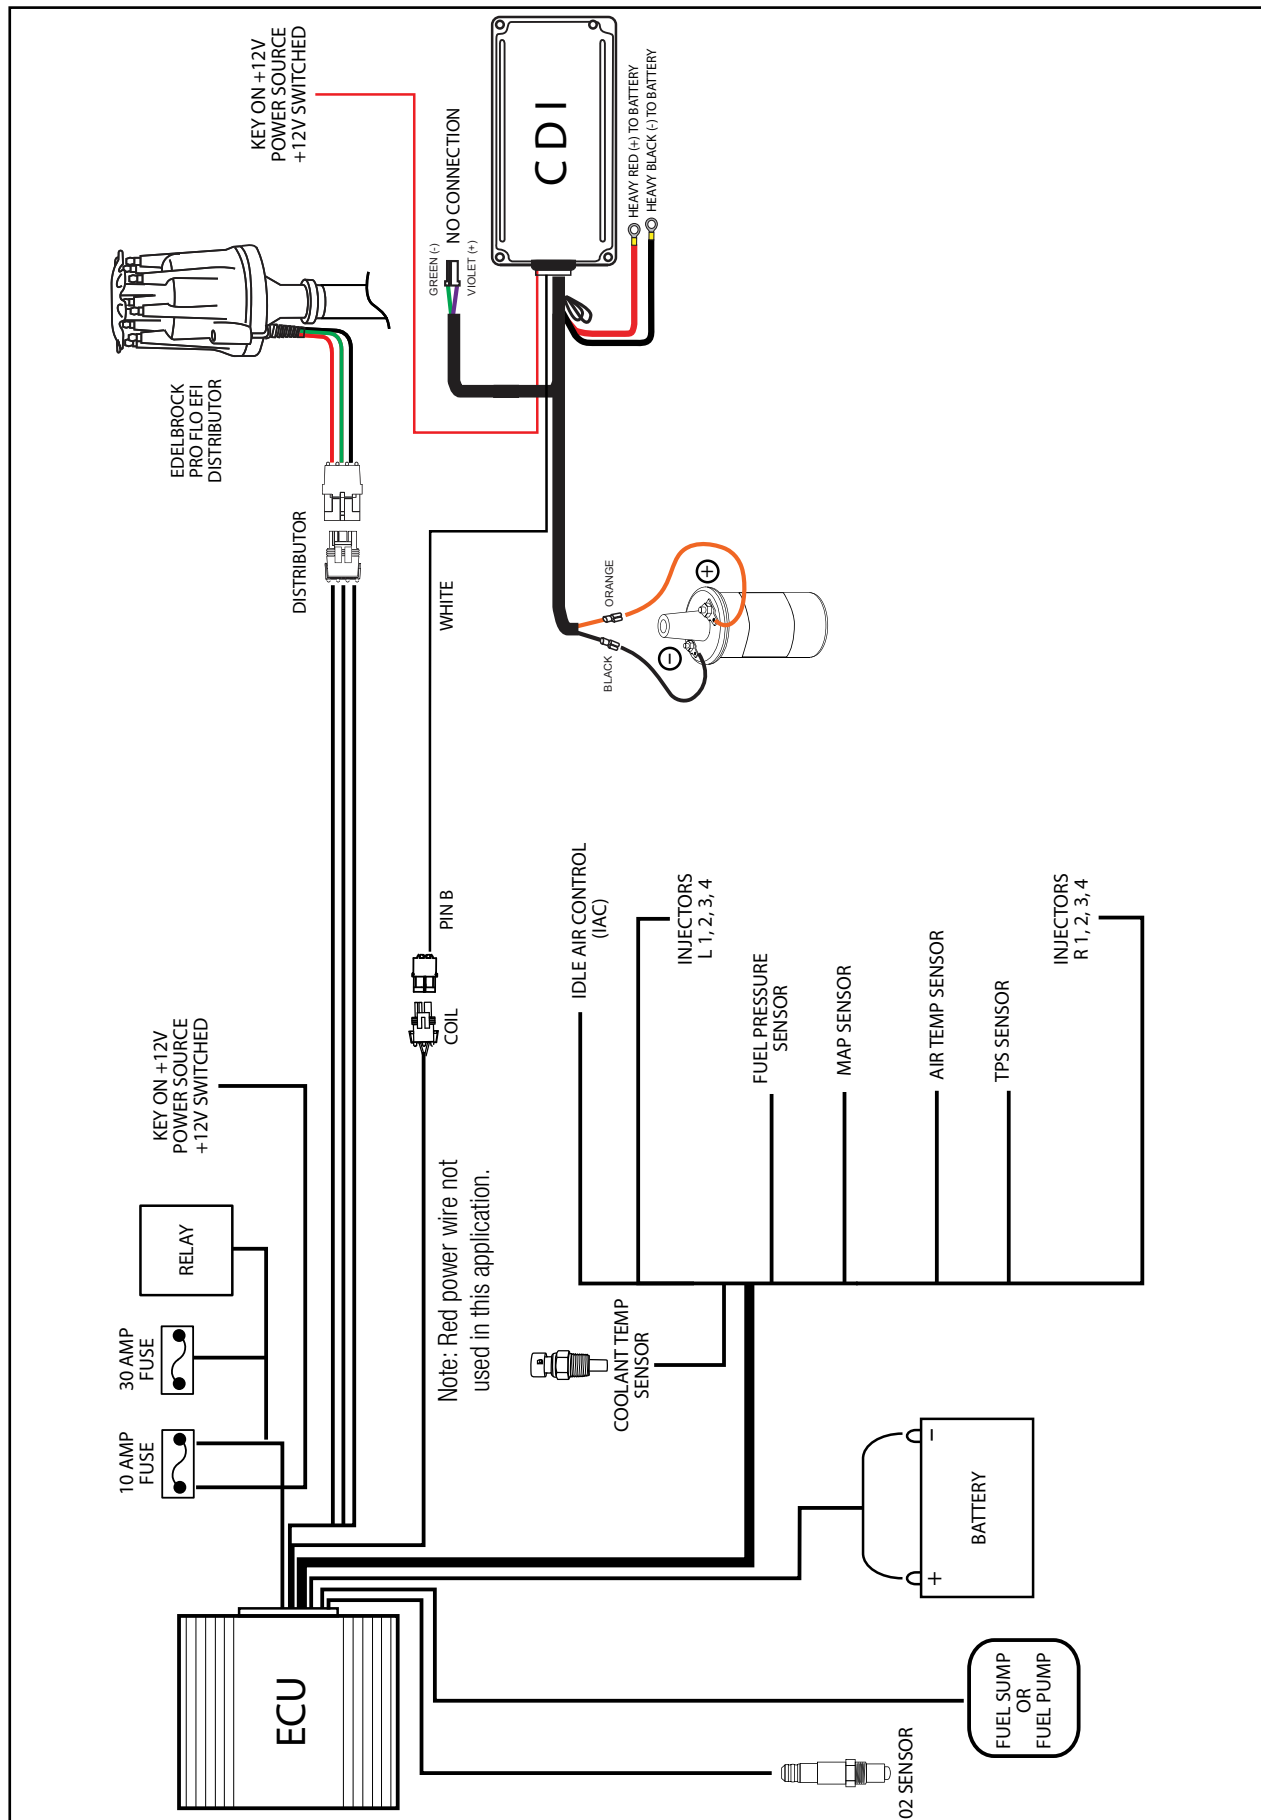 KEY ON +12V
POWER SOURCE
+12V SWITCHED
EDELBROCK
PRO FLO EFI
DISTRIBUTOR
GREEN (-)
VIOLET (+)
NO CONNECTION
CDI
HEAVY RED (+) TO BATTERY
HEAVY BLACK (-) TO BATTERY
DISTRIBUTOR
WHITE
BLACK
ORANGE
−
+
KEY ON +12V
POWER SOURCE
+12V SWITCHED
PIN B
COIL
Note: Red power wire not
used in this application.
RELAY
30 AMP
FUSE
10 AMP
FUSE
ECU
IDLE AIR CONTROL
(IAC)
INJECTORS
L 1, 2, 3, 4
FUEL PRESSURE
SENSOR
MAP SENSOR
AIR TEMP SENSOR
TPS SENSOR
INJECTORS
R 1, 2, 3, 4
COOLANT TEMP
SENSOR
+
−
BATTERY
FUEL SUMP
OR
FUEL PUMP
02 SENSOR